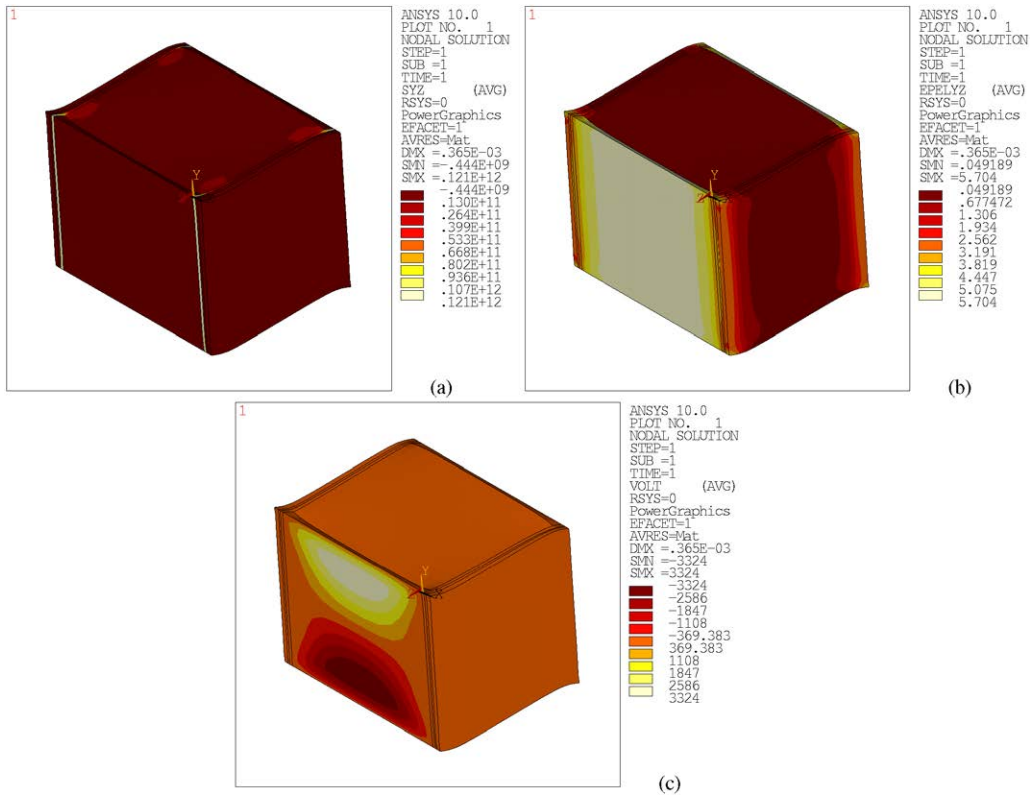 1
ANSYS 10.0
PLOT NO. 1
NODAL SOLUTION
STEP=1
SUB =1
TIME=1
SYZ (AVG)
RSYS=0
PowerGraphics
EFACET=1
AVRES=Mat
DMX =.365E-03
SMN =-.444E+09
SMX =.121E+12
-.444E+09
.130E+11
.264E+11
.399E+11
.533E+11
.668E+11
.802E+11
.936E+11
.107E+12
.121E+12
Y
(a)
1
ANSYS 10.0
PLOT NO. 1
NODAL SOLUTION
STEP=1
SUB =1
TIME=1
EPELYZ (AVG)
RSYS=0
PowerGraphics
EFACET=1
AVRES=Mat
DMX =.365E-03
SMN =.049189
SMX =5.704
.049189
.677472
1.306
1.934
2.562
3.191
3.819
4.447
5.075
5.704
Y
(b)
1
ANSYS 10.0
PLOT NO. 1
NODAL SOLUTION
STEP=1
SUB =1
TIME=1
VOLT (AVG)
RSYS=0
PowerGraphics
EFACET=1
AVRES=Mat
DMX =.365E-03
SMN =-3324
SMX =3324
-3324
-2586
-1847
-1108
-369.383
369.383
1108
1847
2586
3324
Y
(c)